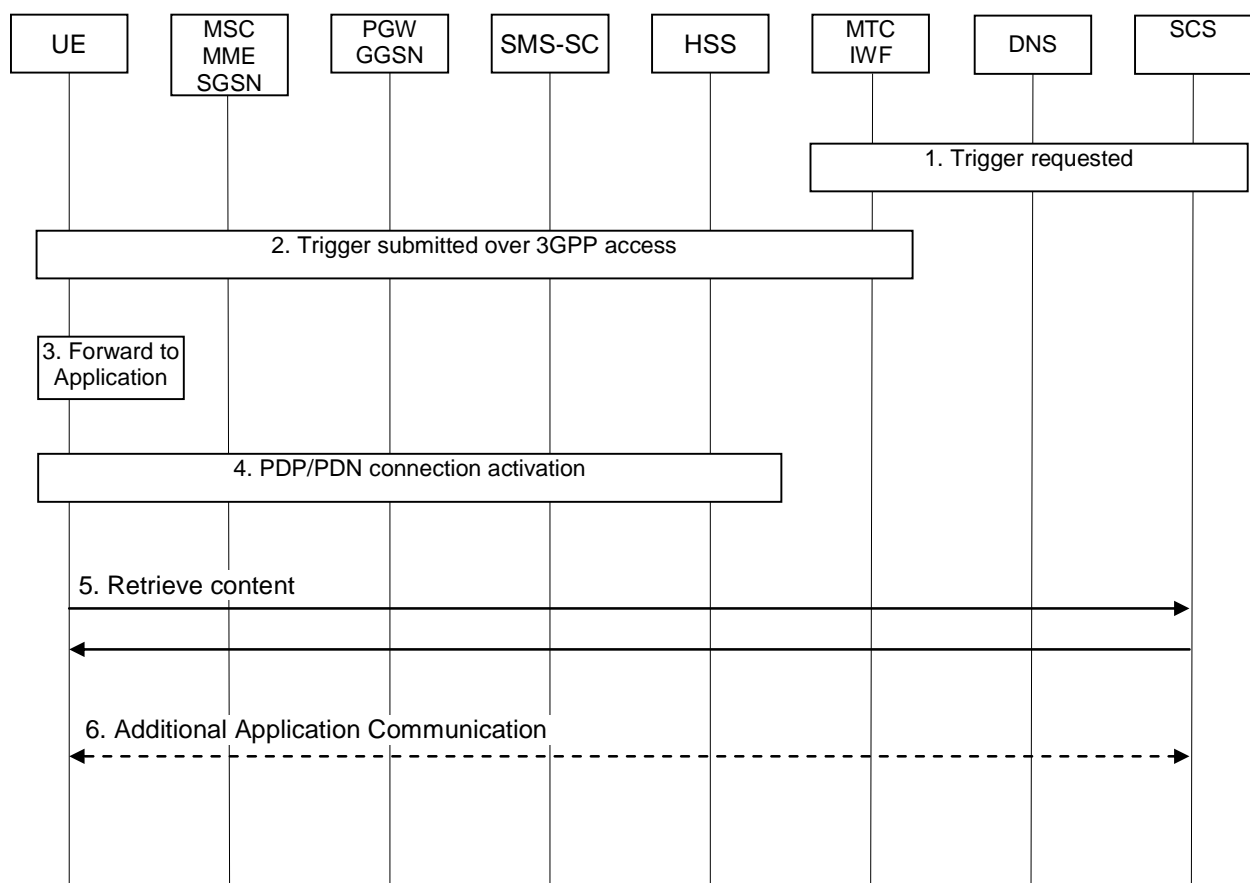 UE
MSC
MME
SGSN
PGW
GGSN
SMS-SC
HSS
MTC
IWF
DNS
SCS
1. Trigger requested
2. Trigger submitted over 3GPP access
3. Forward to
Application
4. PDP/PDN connection activation
5. Retrieve content
6. Additional Application Communication